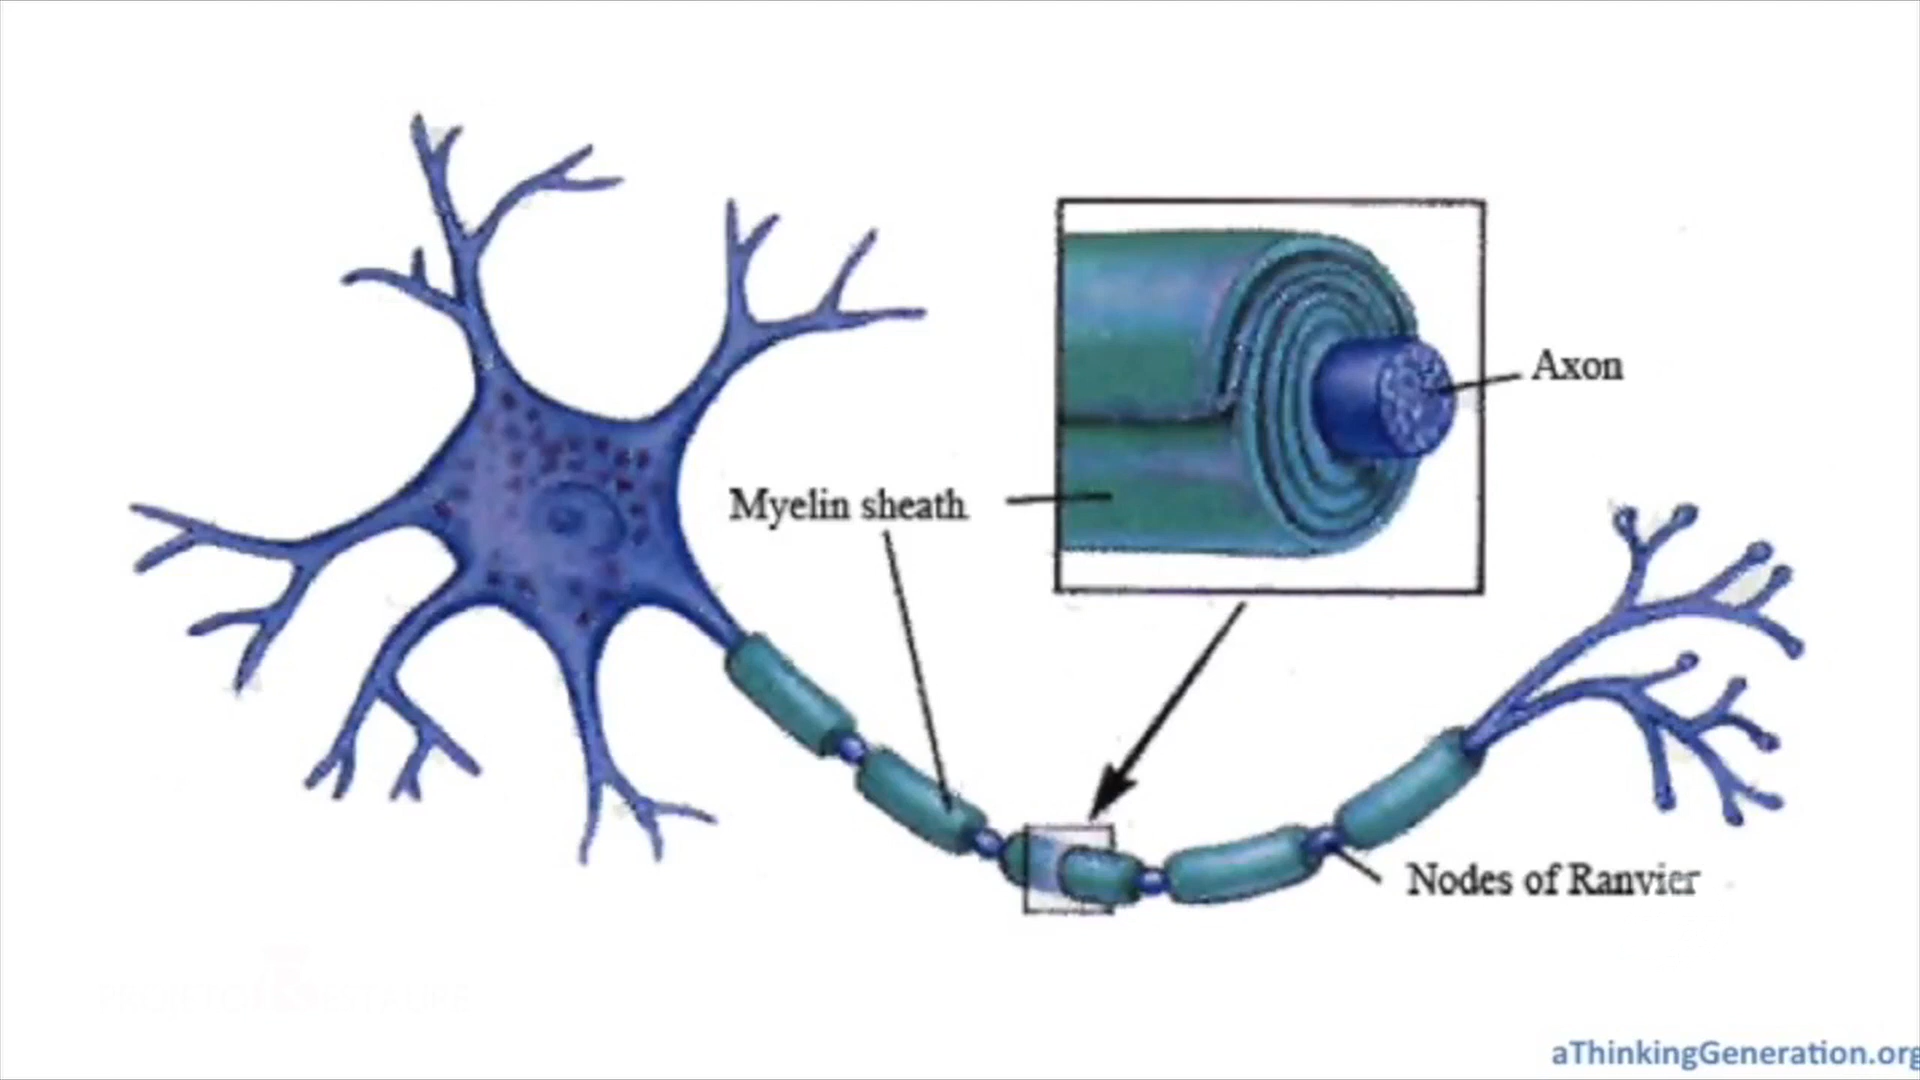 Axon
Myelin sheath
Nodes of Ranvier
aThinkingGeneration.org